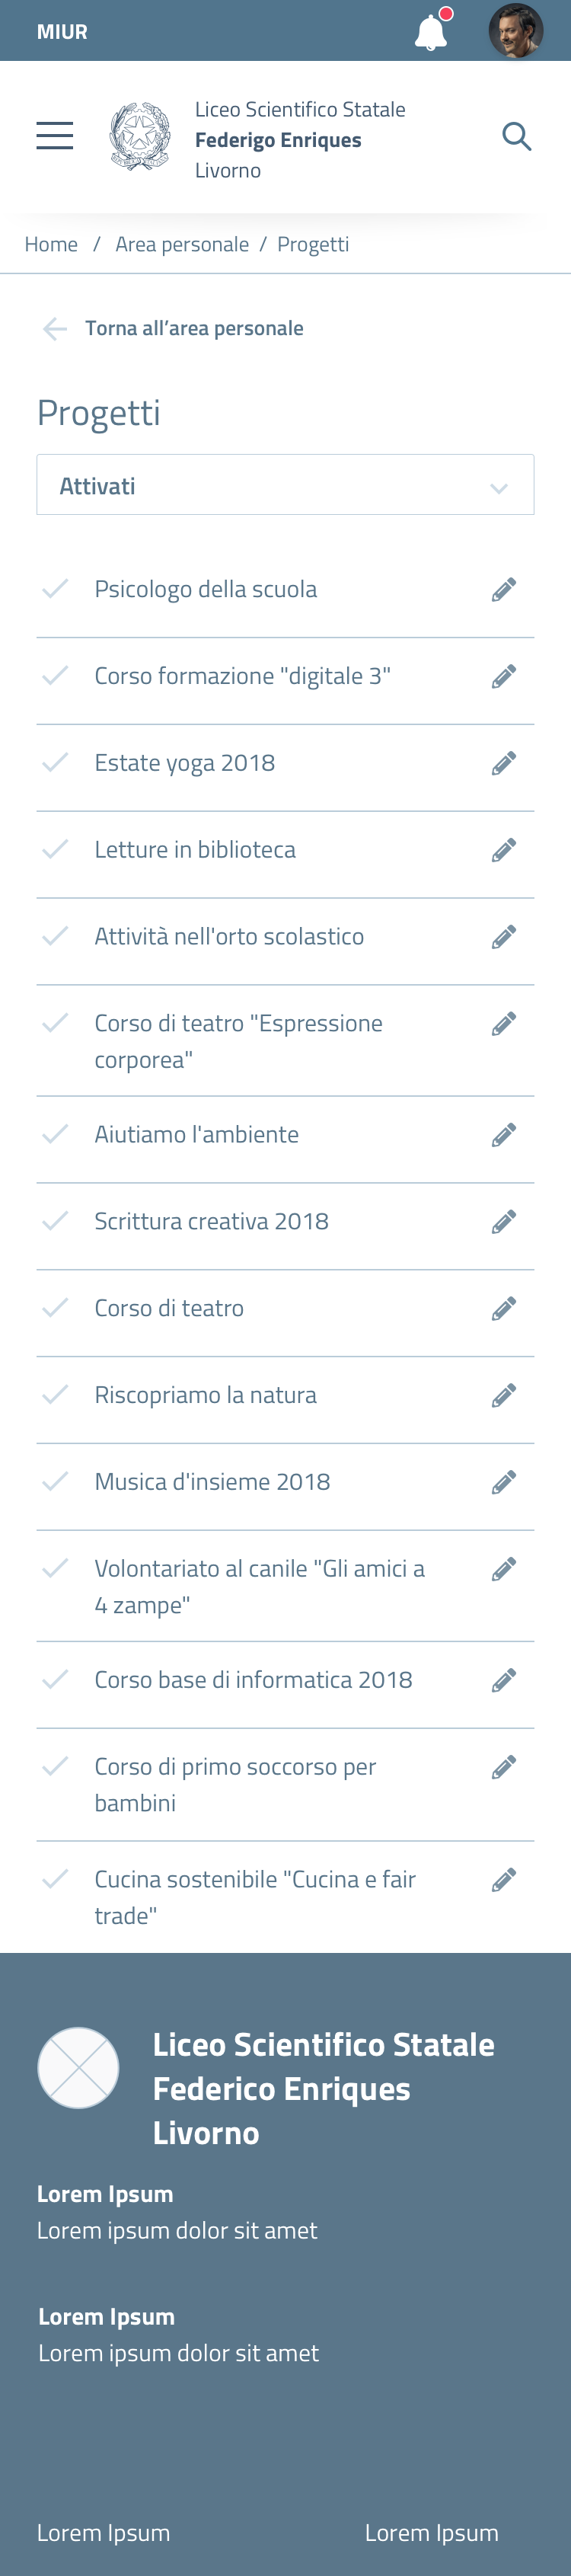 MIUR
Liceo Scientifico Statale
Federigo Enriques
Livorno
Home / Area personale / Progetti
Torna all’area personale
Progetti
Attivati
Psicologo della scuola
Corso formazione "digitale 3"
Estate yoga 2018
Letture in biblioteca
Attività nell'orto scolastico
Corso di teatro "Espressione
corporea"
Aiutiamo l'ambiente
Scrittura creativa 2018
Corso di teatro
Riscopriamo la natura
Musica d'insieme 2018
Volontariato al canile "Gli amici a
4 zampe"
Corso base di informatica 2018
Corso di primo soccorso per
bambini
Cucina sostenibile "Cucina e fair
trade"
Liceo Scientifico Statale
Federico Enriques
Livorno
Lorem Ipsum
Lorem ipsum dolor sit amet
Lorem Ipsum
Lorem ipsum dolor sit amet
Lorem Ipsum Lorem Ipsum